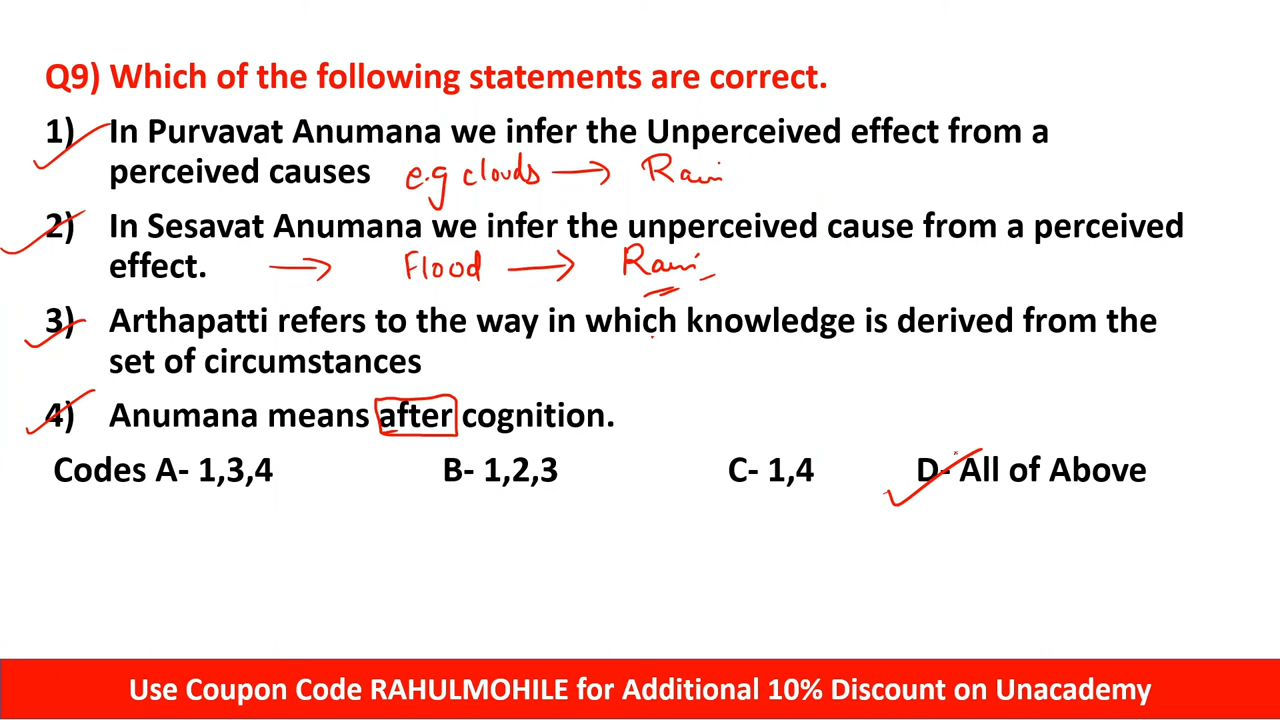 Q9) Which of the following statements are correct.
1) In Purvavat Anumana we infer the Unperceived effect from a
perceived causes e.g clouds → Rain
2) In Sesavat Anumana we infer the unperceived cause from a perceived
effect. → Flood → Rain
3) Arthapatti refers to the way in which knowledge is derived from the
set of circumstances
4) Anumana means after cognition.
Codes A- 1,3,4 B- 1,2,3 C- 1,4 D- All of Above
Use Coupon Code RAHULMOHILE for Additional 10% Discount on Unacademy